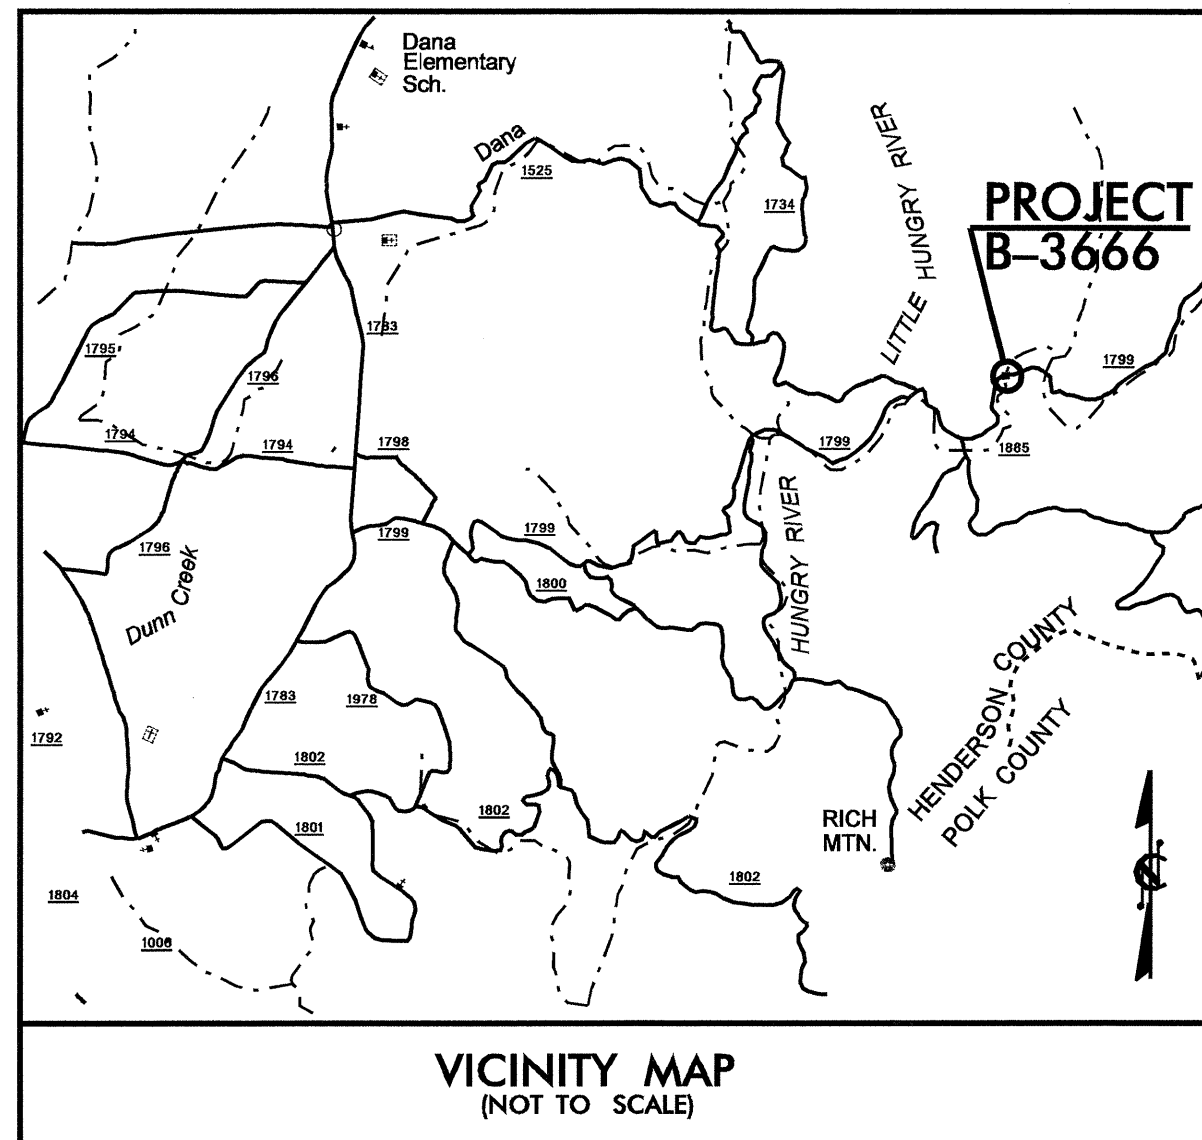 Dana
Elementary
Sch.
Dana
1525
1734
LITTLE HUNGRY RIVER
PROJECT
B-3666
1783
1795
1796
1799
1794
1794
1798
1799
1885
1799
1799
1796
1800
HUNGRY RIVER
Dunn Creek
HENDERSON COUNTY
POLK COUNTY
1783
1978
1792
1802
1802
1801
RICH
MTN.
1802
1804
1006
VICINITY MAP
(NOT TO SCALE)